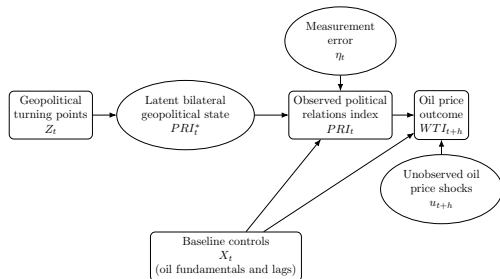 Measurement
error
η_t
Geopolitical
turning points
Z_t
Latent bilateral
geopolitical state
PRI*_t
Observed political
relations index
PRI_t
Oil price
outcome
WTI_{t+h}
Unobserved oil
price shocks
u_{t+h}
Baseline controls
X_t
(oil fundamentals and lags)